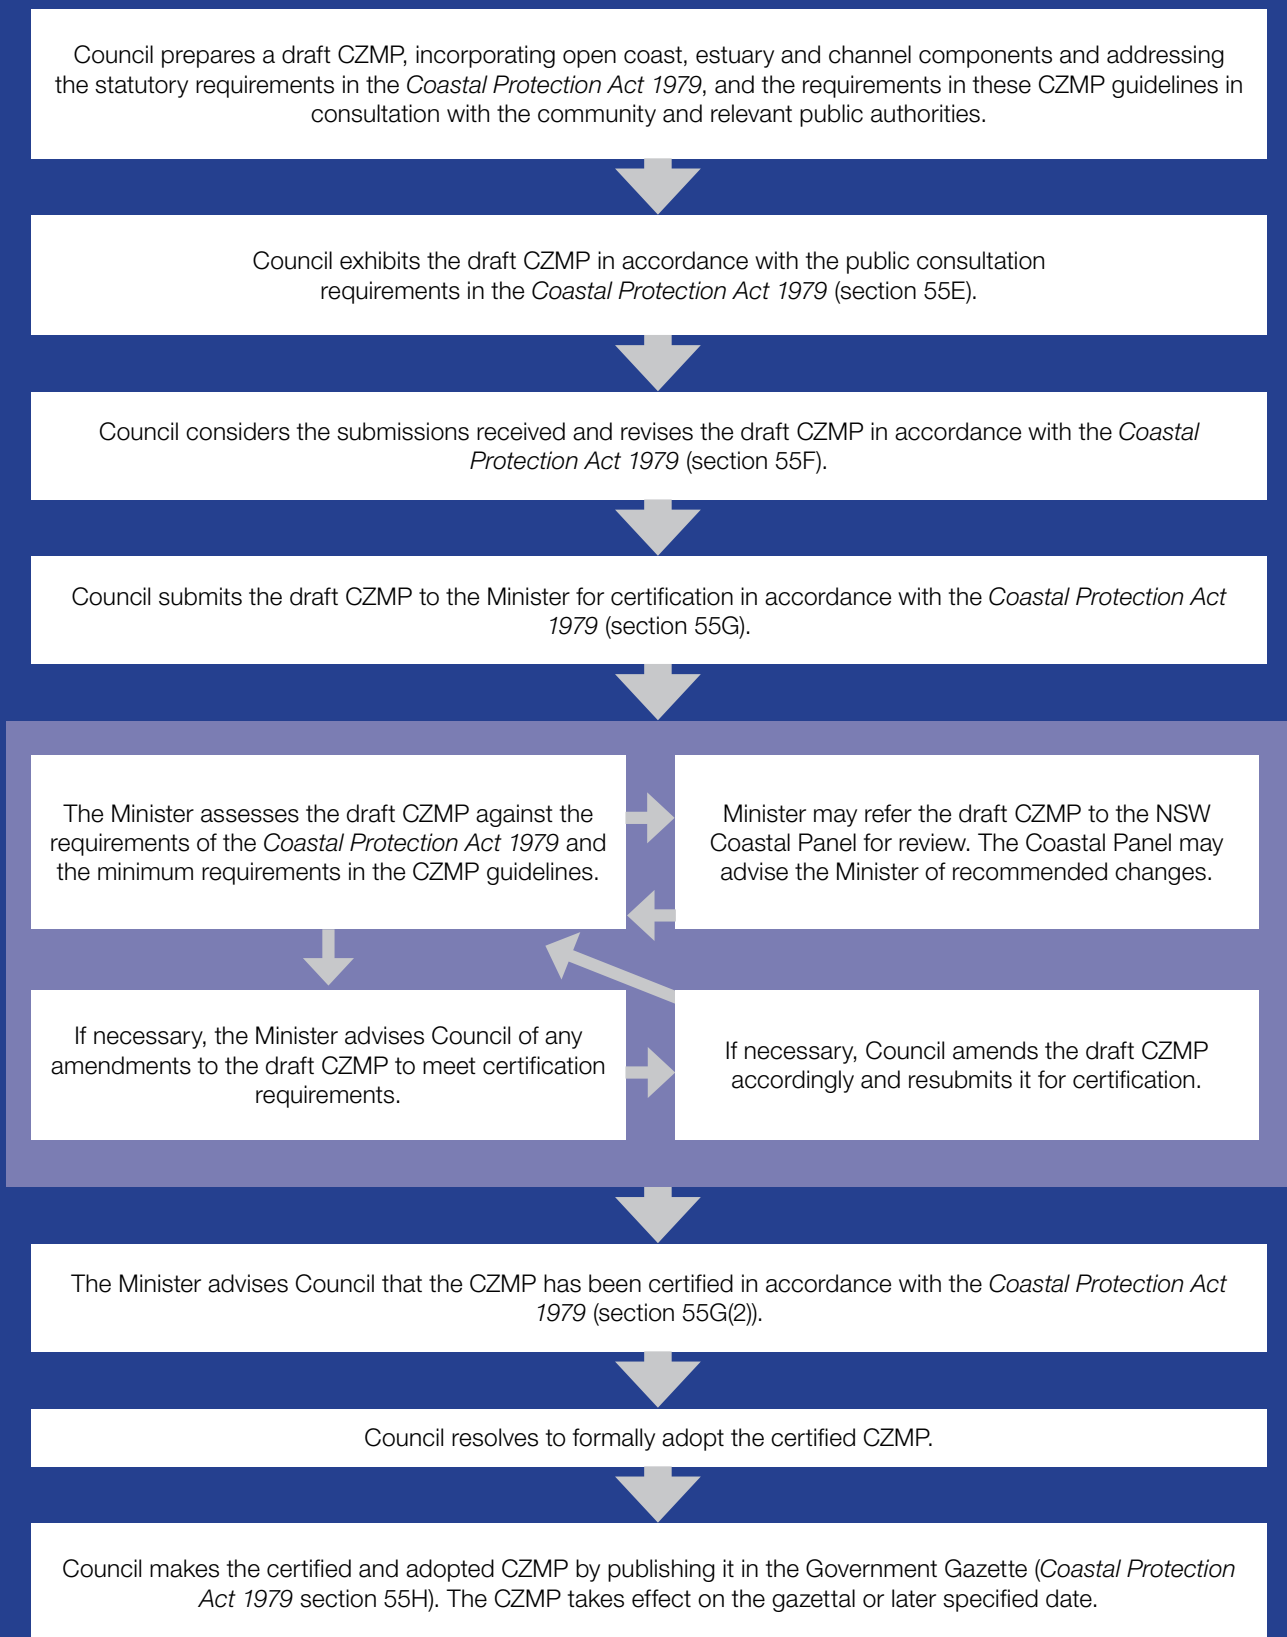 Council prepares a draft CZMP, incorporating open coast, estuary and channel components and addressing
the statutory requirements in the Coastal Protection Act 1979, and the requirements in these CZMP guidelines in
consultation with the community and relevant public authorities.
Council exhibits the draft CZMP in accordance with the public consultation
requirements in the Coastal Protection Act 1979 (section 55E).
Council considers the submissions received and revises the draft CZMP in accordance with the Coastal
Protection Act 1979 (section 55F).
Council submits the draft CZMP to the Minister for certification in accordance with the Coastal Protection Act
1979 (section 55G).
The Minister assesses the draft CZMP against the
requirements of the Coastal Protection Act 1979 and
the minimum requirements in the CZMP guidelines.
Minister may refer the draft CZMP to the NSW
Coastal Panel for review. The Coastal Panel may
advise the Minister of recommended changes.
If necessary, the Minister advises Council of any
amendments to the draft CZMP to meet certification
requirements.
If necessary, Council amends the draft CZMP
accordingly and resubmits it for certification.
The Minister advises Council that the CZMP has been certified in accordance with the Coastal Protection Act
1979 (section 55G(2)).
Council resolves to formally adopt the certified CZMP.
Council makes the certified and adopted CZMP by publishing it in the Government Gazette (Coastal Protection
Act 1979 section 55H). The CZMP takes effect on the gazettal or later specified date.